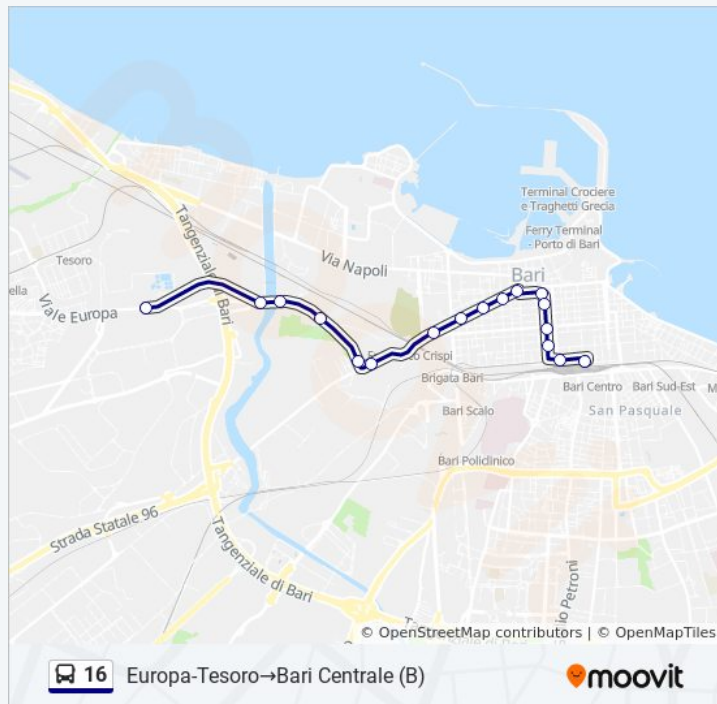 Terminal Crociere
e Traghetti Grecia
Ferry Terminal
- Porto di Bari
Tangenziale di Bari
Via Napoli
Bari
Tesoro
ella
Viale Europa
Crispi
Brigata Bari
Bari Centro
Bari Sud-Est
M
Bari Scalo
San Pasquale
Bari Policlinico
Strada Statale 96
Tangenziale di Bari
io Petroni
© OpenStreetMap contributors | © OpenMapTiles
16
Europa-Tesoro→Bari Centrale (B)
moovit